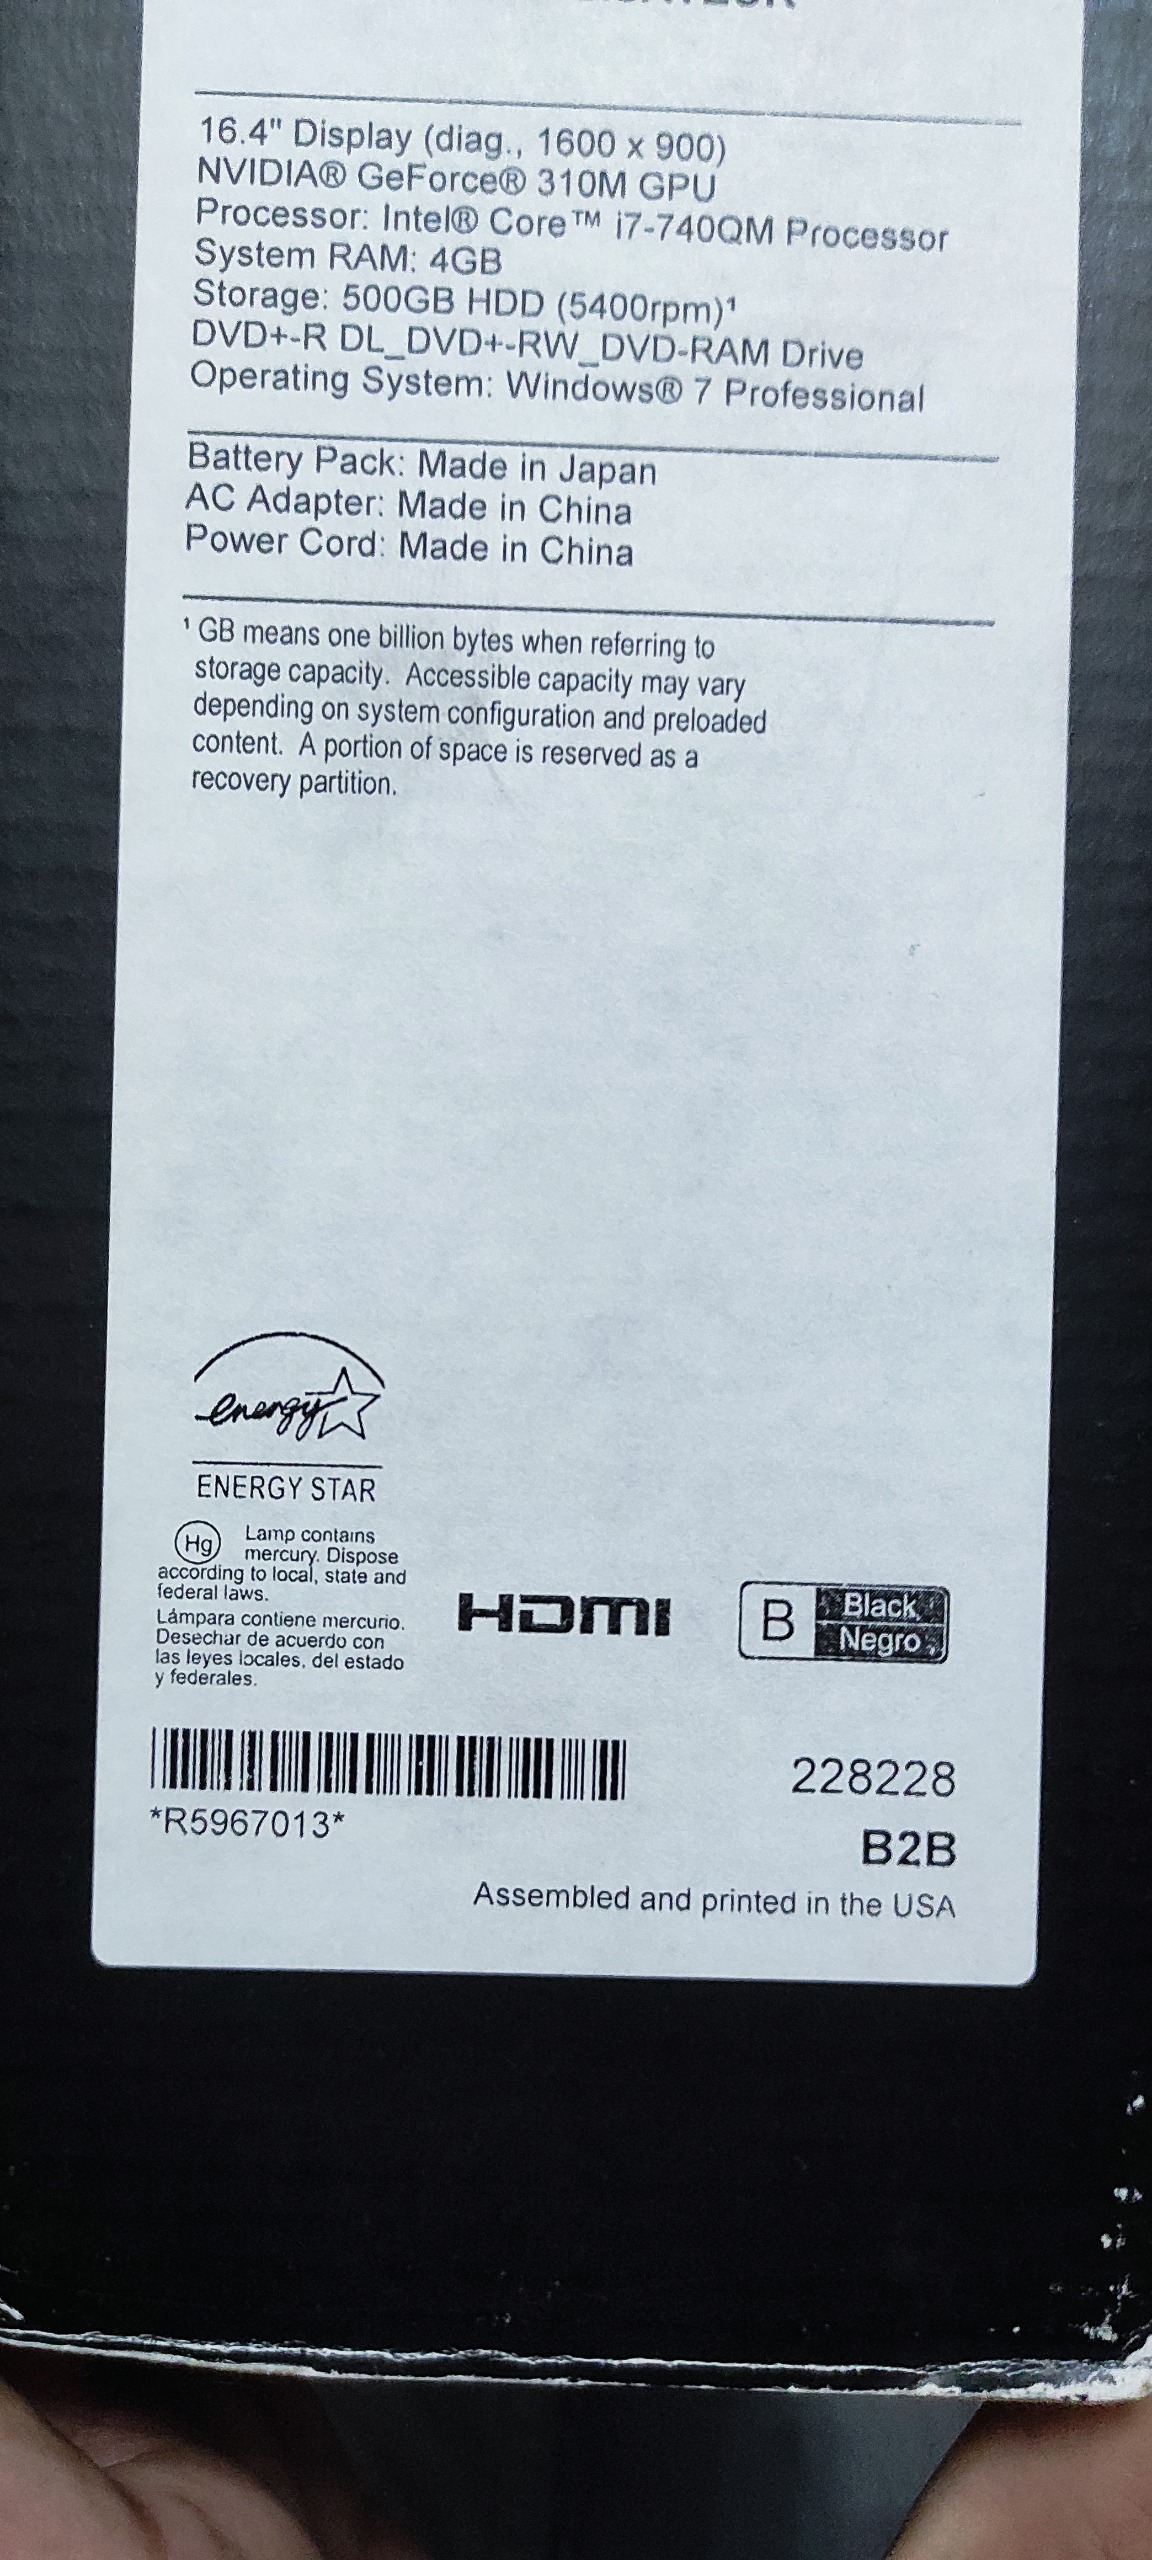 16.4" Display (diag., 1600 x 900)
NVIDIA® GeForce® 310M GPU
Processor: Intel® Core™ i7-740QM Processor
System RAM: 4GB
Storage: 500GB HDD (5400rpm)¹
DVD+-R DL_DVD+-RW_DVD-RAM Drive
Operating System: Windows® 7 Professional
Battery Pack: Made in Japan
AC Adapter: Made in China
Power Cord: Made in China
¹ GB means one billion bytes when referring to
storage capacity. Accessible capacity may vary
depending on system configuration and preloaded
content. A portion of space is reserved as a
recovery partition.
energy
ENERGY STAR
Hg Lamp contains
mercury. Dispose
according to local, state and
federal laws.
Lámpara contiene mercurio.
Desechar de acuerdo con
las leyes locales, del estado
y federales.
HDMI
B Black
Negro
*R5967013*
228228
B2B
Assembled and printed in the USA